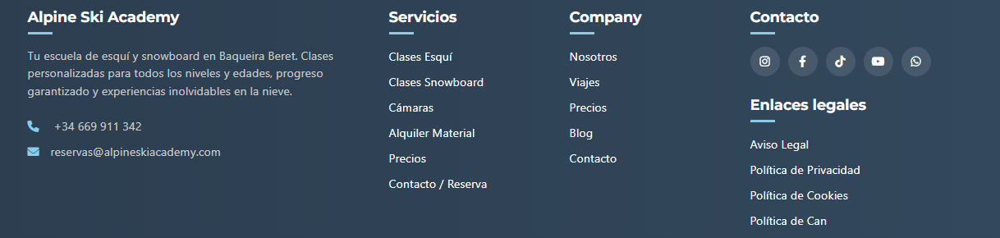 Alpine Ski Academy
Tu escuela de esquí y snowboard en Baqueira Beret. Clases
personalizadas para todos los niveles y edades, progreso
garantizado y experiencias inolvidables en la nieve.
+34 669 911 342
reservas@alpineskiacademy.com
Servicios
Clases Esquí
Clases Snowboard
Cámaras
Alquiler Material
Precios
Contacto / Reserva
Company
Nosotros
Viajes
Precios
Blog
Contacto
Contacto
Enlaces legales
Aviso Legal
Política de Privacidad
Política de Cookies
Política de Can